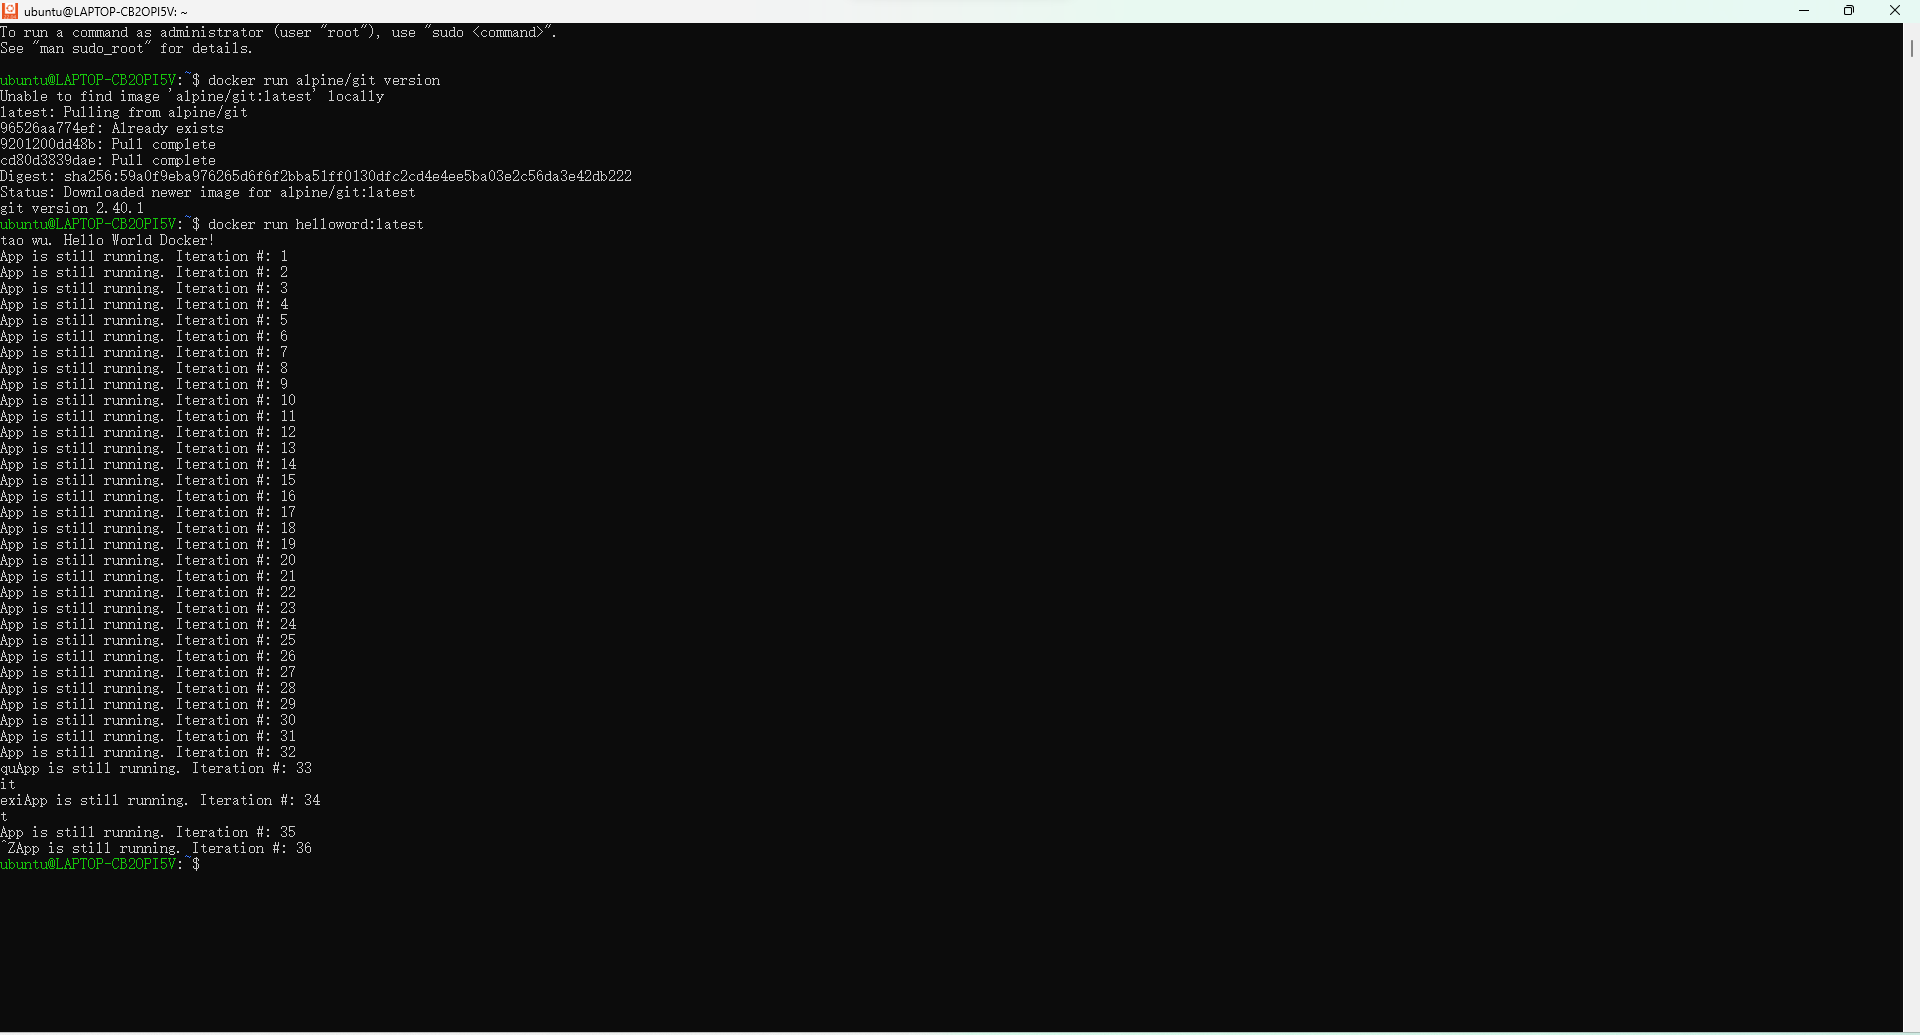 ubuntu@LAPTOP-CB2OPI5V: ~
To run a command as administrator (user "root"), use "sudo <command>".
See "man sudo_root" for details.
ubuntu@LAPTOP-CB2OPI5V:~$ docker run alpine/git version
Unable to find image 'alpine/git:latest' locally
latest: Pulling from alpine/git
96526aa774ef: Already exists
9201200dd48b: Pull complete
cd80d3839dae: Pull complete
Digest: sha256:59a0f9eba976265d6f6f2bba51ff0130dfc2cd4e4ee5ba03e2c56da3e42db222
Status: Downloaded newer image for alpine/git:latest
git version 2.40.1
ubuntu@LAPTOP-CB2OPI5V:~$ docker run helloword:latest
tao wu. Hello World Docker!
App is still running. Iteration #: 1
App is still running. Iteration #: 2
App is still running. Iteration #: 3
App is still running. Iteration #: 4
App is still running. Iteration #: 5
App is still running. Iteration #: 6
App is still running. Iteration #: 7
App is still running. Iteration #: 8
App is still running. Iteration #: 9
App is still running. Iteration #: 10
App is still running. Iteration #: 11
App is still running. Iteration #: 12
App is still running. Iteration #: 13
App is still running. Iteration #: 14
App is still running. Iteration #: 15
App is still running. Iteration #: 16
App is still running. Iteration #: 17
App is still running. Iteration #: 18
App is still running. Iteration #: 19
App is still running. Iteration #: 20
App is still running. Iteration #: 21
App is still running. Iteration #: 22
App is still running. Iteration #: 23
App is still running. Iteration #: 24
App is still running. Iteration #: 25
App is still running. Iteration #: 26
App is still running. Iteration #: 27
App is still running. Iteration #: 28
App is still running. Iteration #: 29
App is still running. Iteration #: 30
App is still running. Iteration #: 31
App is still running. Iteration #: 32
quApp is still running. Iteration #: 33
it
exiApp is still running. Iteration #: 34
t
App is still running. Iteration #: 35
^ZApp is still running. Iteration #: 36
ubuntu@LAPTOP-CB2OPI5V:~$